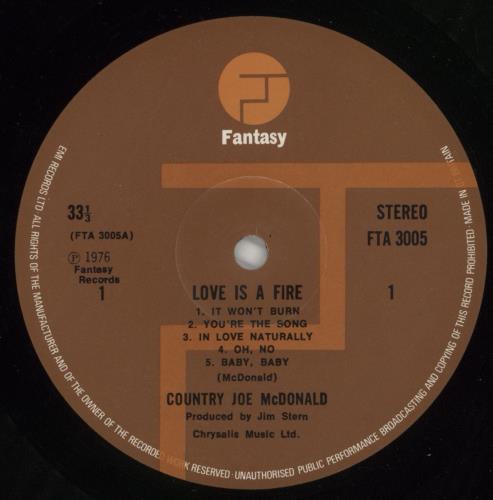 Fantasy
33⅓
STEREO
(FTA 3005A)
FTA 3005
℗ 1976
Fantasy
Records
1
LOVE IS A FIRE
1
1. IT WON'T BURN
2. YOU'RE THE SONG
3. IN LOVE NATURALLY
4. OH, NO
5. BABY, BABY
(McDonald)
COUNTRY JOE McDONALD
Produced by Jim Stern
Chrysalis Music Ltd.
EMI RECORDS LTD ALL RIGHTS OF THE MANUFACTURER AND OF THE OWNER OF THE RECORDED WORK RESERVED · UNAUTHORISED PUBLIC PERFORMANCE BROADCASTING AND COPYING OF THIS RECORD PROHIBITED · MADE IN GT BRITAIN